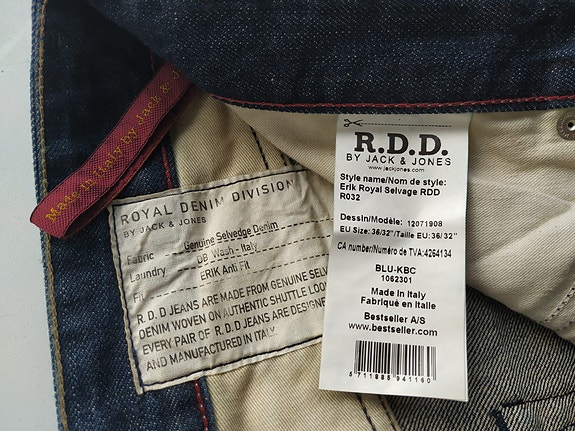 Made in Italy by Jack & J
ROYAL DENIM DIVISION
BY JACK & JONES
Fabric Genuine Selvedge Denim
Laundry DB Wash - Italy
Fit ERIK Anti Fit
R.D.D JEANS ARE MADE FROM GENUINE SELV
DENIM WOVEN ON AUTHENTIC SHUTTLE LOO
EVERY PAIR OF R.D.D JEANS ARE DESIGNE
AND MANUFACTURED IN ITALY.
R.D.D.
BY JACK & JONES
www.jackjones.com
Style name/Nom de style:
Erik Royal Selvage RDD
R032
Dessin/Modèle: 12071908
EU Size: 36/32"/Taille EU: 36/32"
CA number/Numéro de TVA:4264134
BLU-KBC
1062301
Made in Italy
Fabriqué en Italie
Bestseller A/S
www.bestseller.com
5 711895 941160